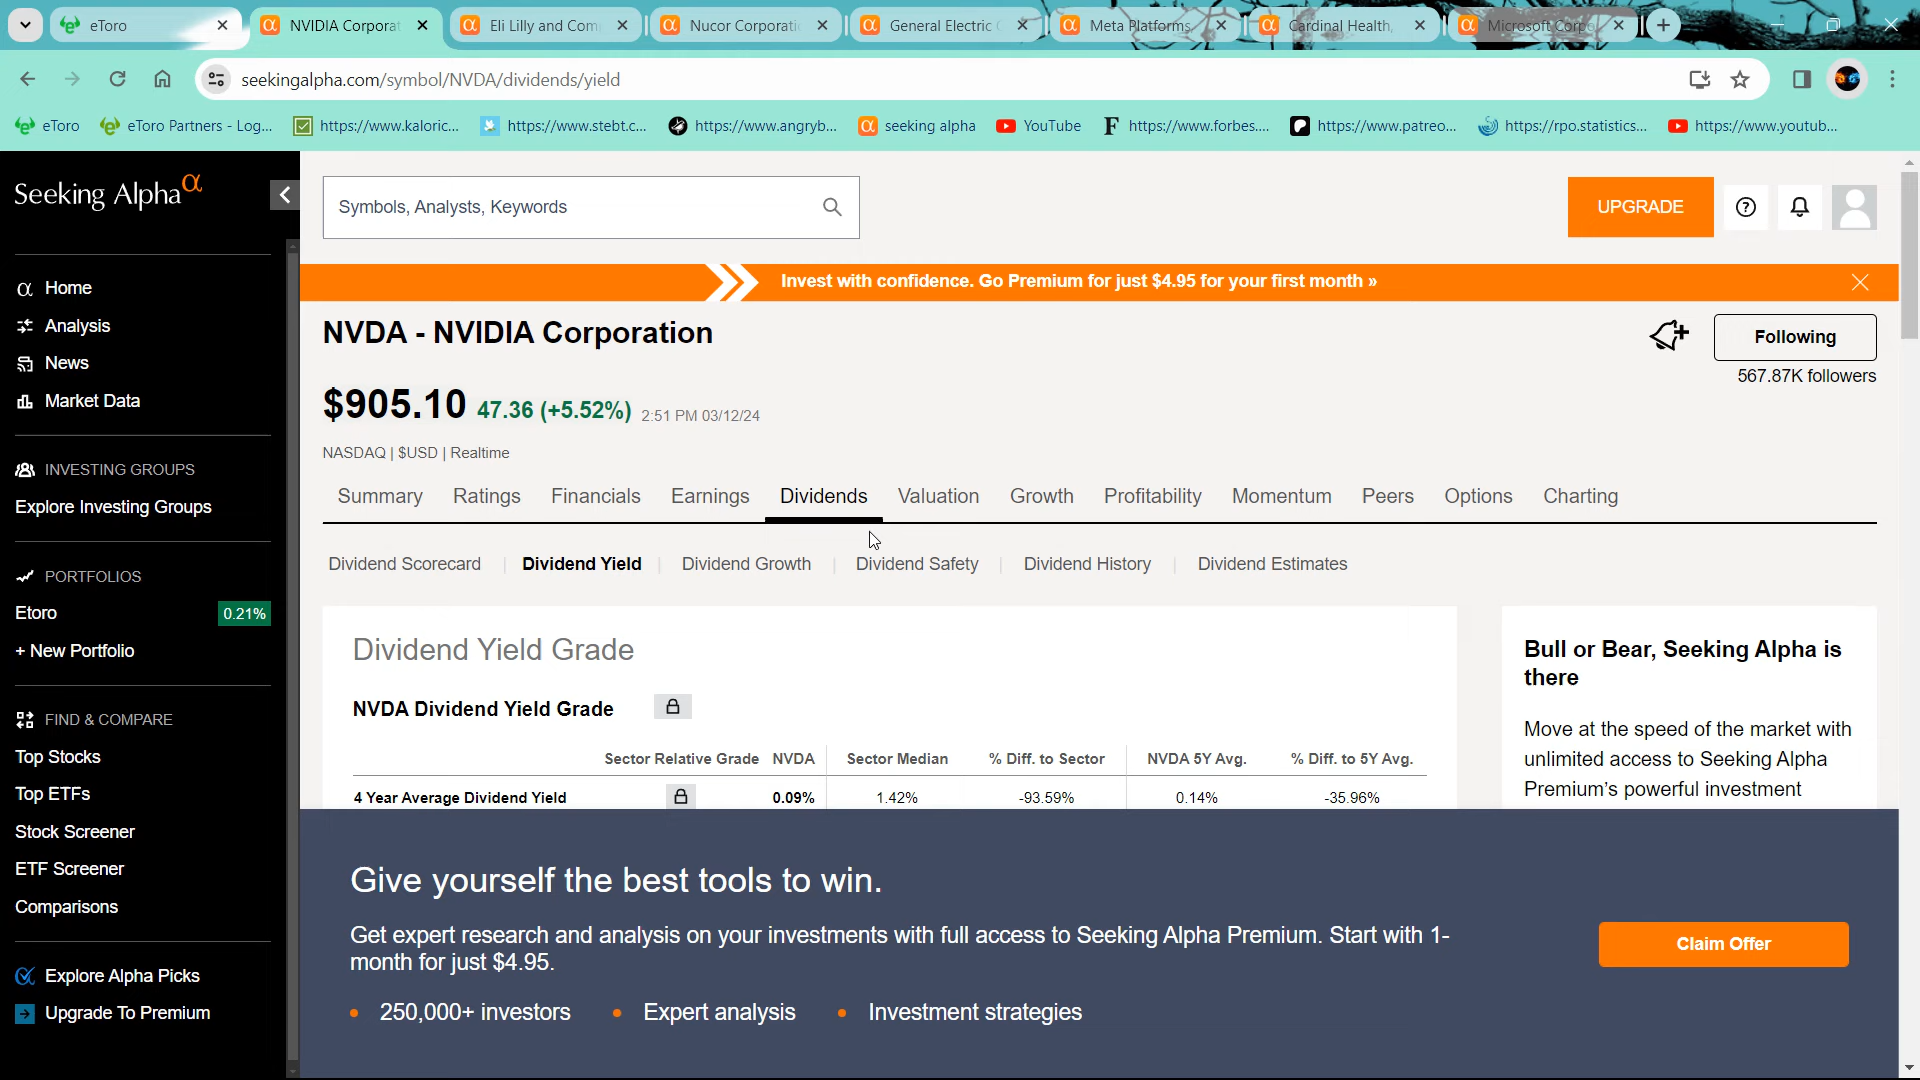 eToro
NVIDIA Corporat
Eli Lilly and Com
Nucor Corporati
General Electric C
Meta Platforms,
Cardinal Health,
Microsoft Corpo
seekingalpha.com/symbol/NVDA/dividends/yield
eToro
eToro Partners - Log...
https://www.kaloric...
https://www.stebt.c...
https://www.angryb...
seeking alpha
YouTube
https://www.forbes....
https://www.patreo...
https://rpo.statistics...
https://www.youtub...
Seeking Alpha α
Home
Analysis
News
Market Data
INVESTING GROUPS
Explore Investing Groups
PORTFOLIOS
Etoro 0.21%
+ New Portfolio
FIND & COMPARE
Top Stocks
Top ETFs
Stock Screener
ETF Screener
Comparisons
Explore Alpha Picks
Upgrade To Premium
Symbols, Analysts, Keywords
UPGRADE
Invest with confidence. Go Premium for just $4.95 for your first month »
NVDA - NVIDIA Corporation
Following
567.87K followers
$905.10 47.36 (+5.52%) 2:51 PM 03/12/24
NASDAQ | $USD | Realtime
Summary Ratings Financials Earnings Dividends Valuation Growth Profitability Momentum Peers Options Charting
Dividend Scorecard | Dividend Yield | Dividend Growth | Dividend Safety | Dividend History | Dividend Estimates
Dividend Yield Grade
NVDA Dividend Yield Grade
Sector Relative Grade NVDA Sector Median % Diff. to Sector NVDA 5Y Avg. % Diff. to 5Y Avg.
4 Year Average Dividend Yield 0.09% 1.42% -93.59% 0.14% -35.96%
Bull or Bear, Seeking Alpha is
there
Move at the speed of the market with
unlimited access to Seeking Alpha
Premium's powerful investment
Give yourself the best tools to win.
Get expert research and analysis on your investments with full access to Seeking Alpha Premium. Start with 1-
month for just $4.95.
• 250,000+ investors • Expert analysis • Investment strategies
Claim Offer